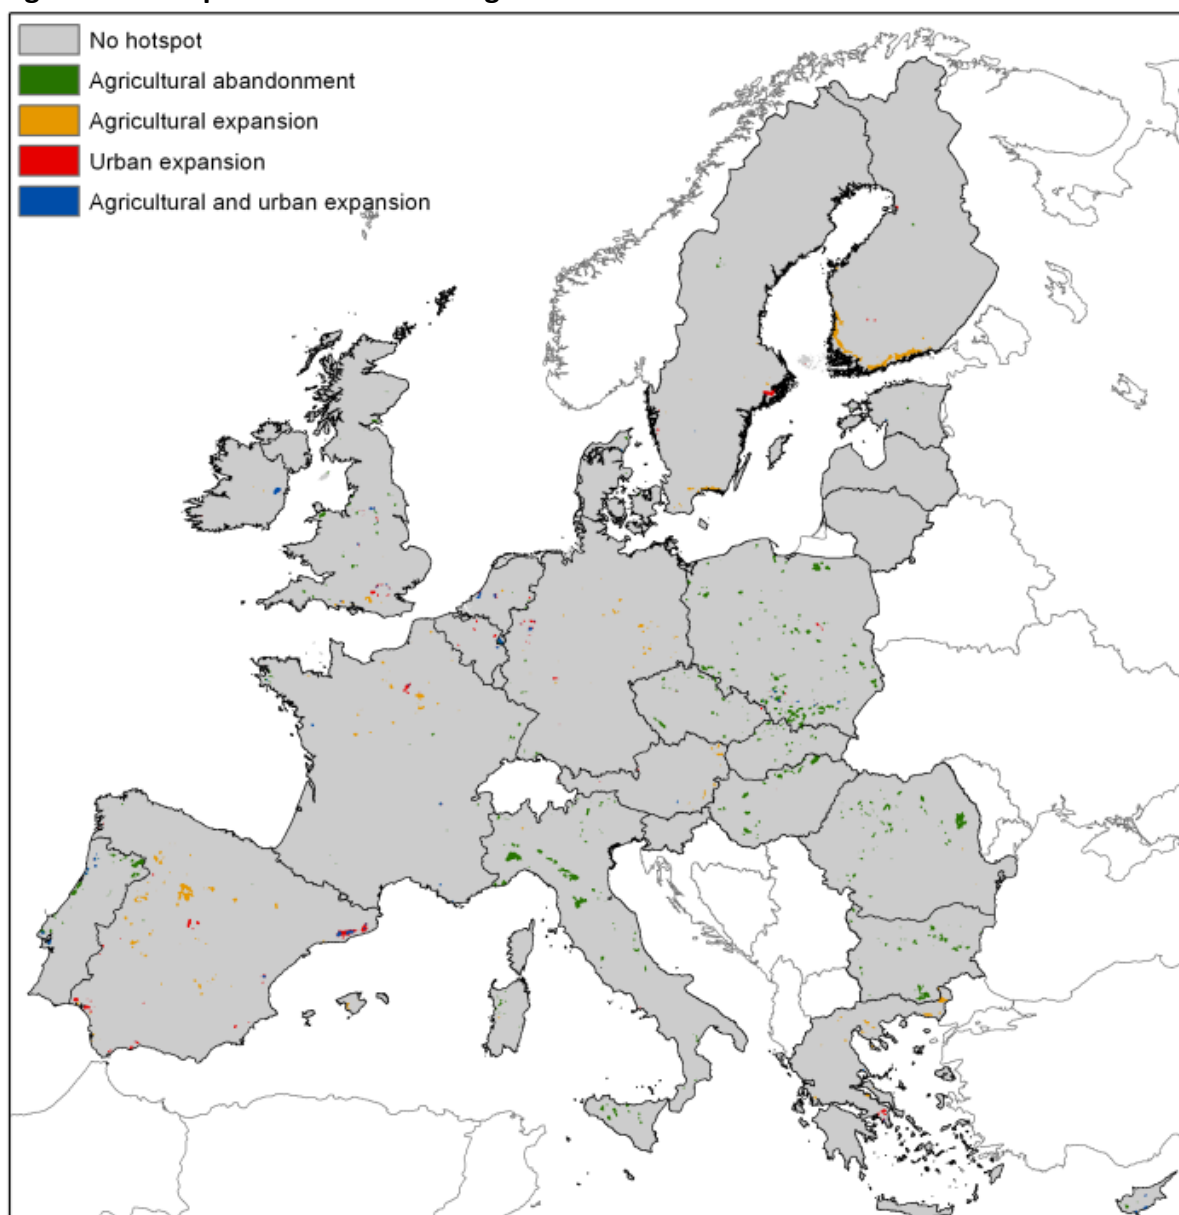 No hotspot
Agricultural abandonment
Agricultural expansion
Urban expansion
Agricultural and urban expansion